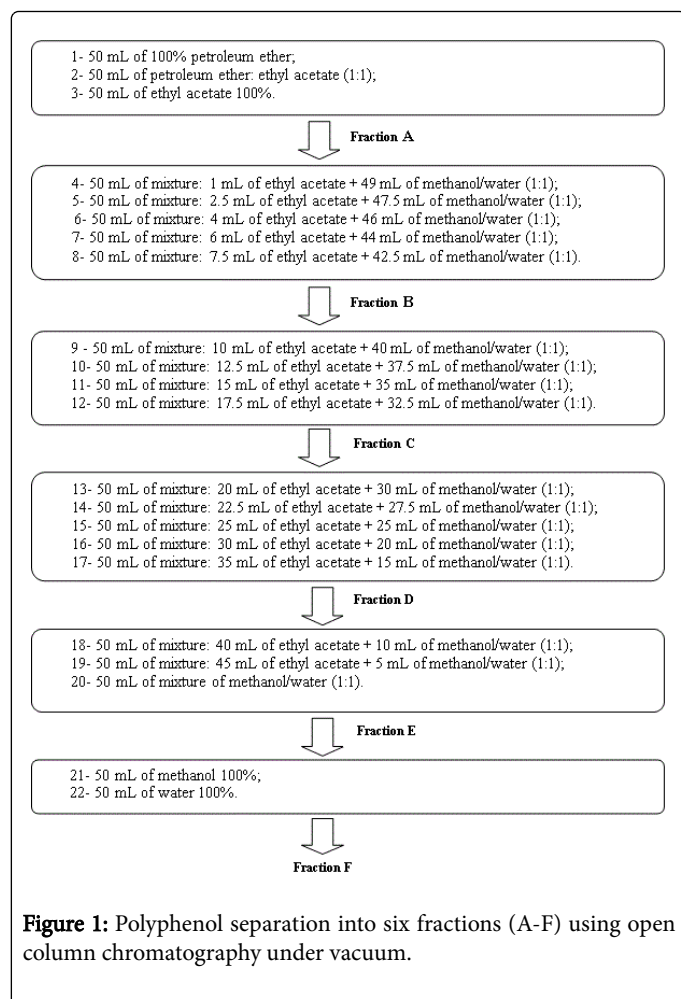 1- 50 mL of 100% petroleum ether;
2- 50 mL of petroleum ether: ethyl acetate (1:1);
3- 50 mL of ethyl acetate 100%.
Fraction A
4- 50 mL of mixture: 1 mL of ethyl acetate + 49 mL of methanol/water (1:1);
5- 50 mL of mixture: 2.5 mL of ethyl acetate + 47.5 mL of methanol/water (1:1);
6- 50 mL of mixture: 4 mL of ethyl acetate + 46 mL of methanol/water (1:1);
7- 50 mL of mixture: 6 mL of ethyl acetate + 44 mL of methanol/water (1:1);
8- 50 mL of mixture: 7.5 mL of ethyl acetate + 42.5 mL of methanol/water (1:1).
Fraction B
9 - 50 mL of mixture: 10 mL of ethyl acetate + 40 mL of methanol/water (1:1);
10- 50 mL of mixture: 12.5 mL of ethyl acetate + 37.5 mL of methanol/water (1:1);
11- 50 mL of mixture: 15 mL of ethyl acetate + 35 mL of methanol/water (1:1);
12- 50 mL of mixture: 17.5 mL of ethyl acetate + 32.5 mL of methanol/water (1:1).
Fraction C
13- 50 mL of mixture: 20 mL of ethyl acetate + 30 mL of methanol/water (1:1);
14- 50 mL of mixture: 22.5 mL of ethyl acetate + 27.5 mL of methanol/water (1:1);
15- 50 mL of mixture: 25 mL of ethyl acetate + 25 mL of methanol/water (1:1);
16- 50 mL of mixture: 30 mL of ethyl acetate + 20 mL of methanol/water (1:1);
17- 50 mL of mixture: 35 mL of ethyl acetate + 15 mL of methanol/water (1:1).
Fraction D
18- 50 mL of mixture: 40 mL of ethyl acetate + 10 mL of methanol/water (1:1);
19- 50 mL of mixture: 45 mL of ethyl acetate + 5 mL of methanol/water (1:1);
20- 50 mL of mixture of methanol/water (1:1).
Fraction E
21- 50 mL of methanol 100%;
22- 50 mL of water 100%.
Fraction F
Figure 1: Polyphenol separation into six fractions (A-F) using open
column chromatography under vacuum.